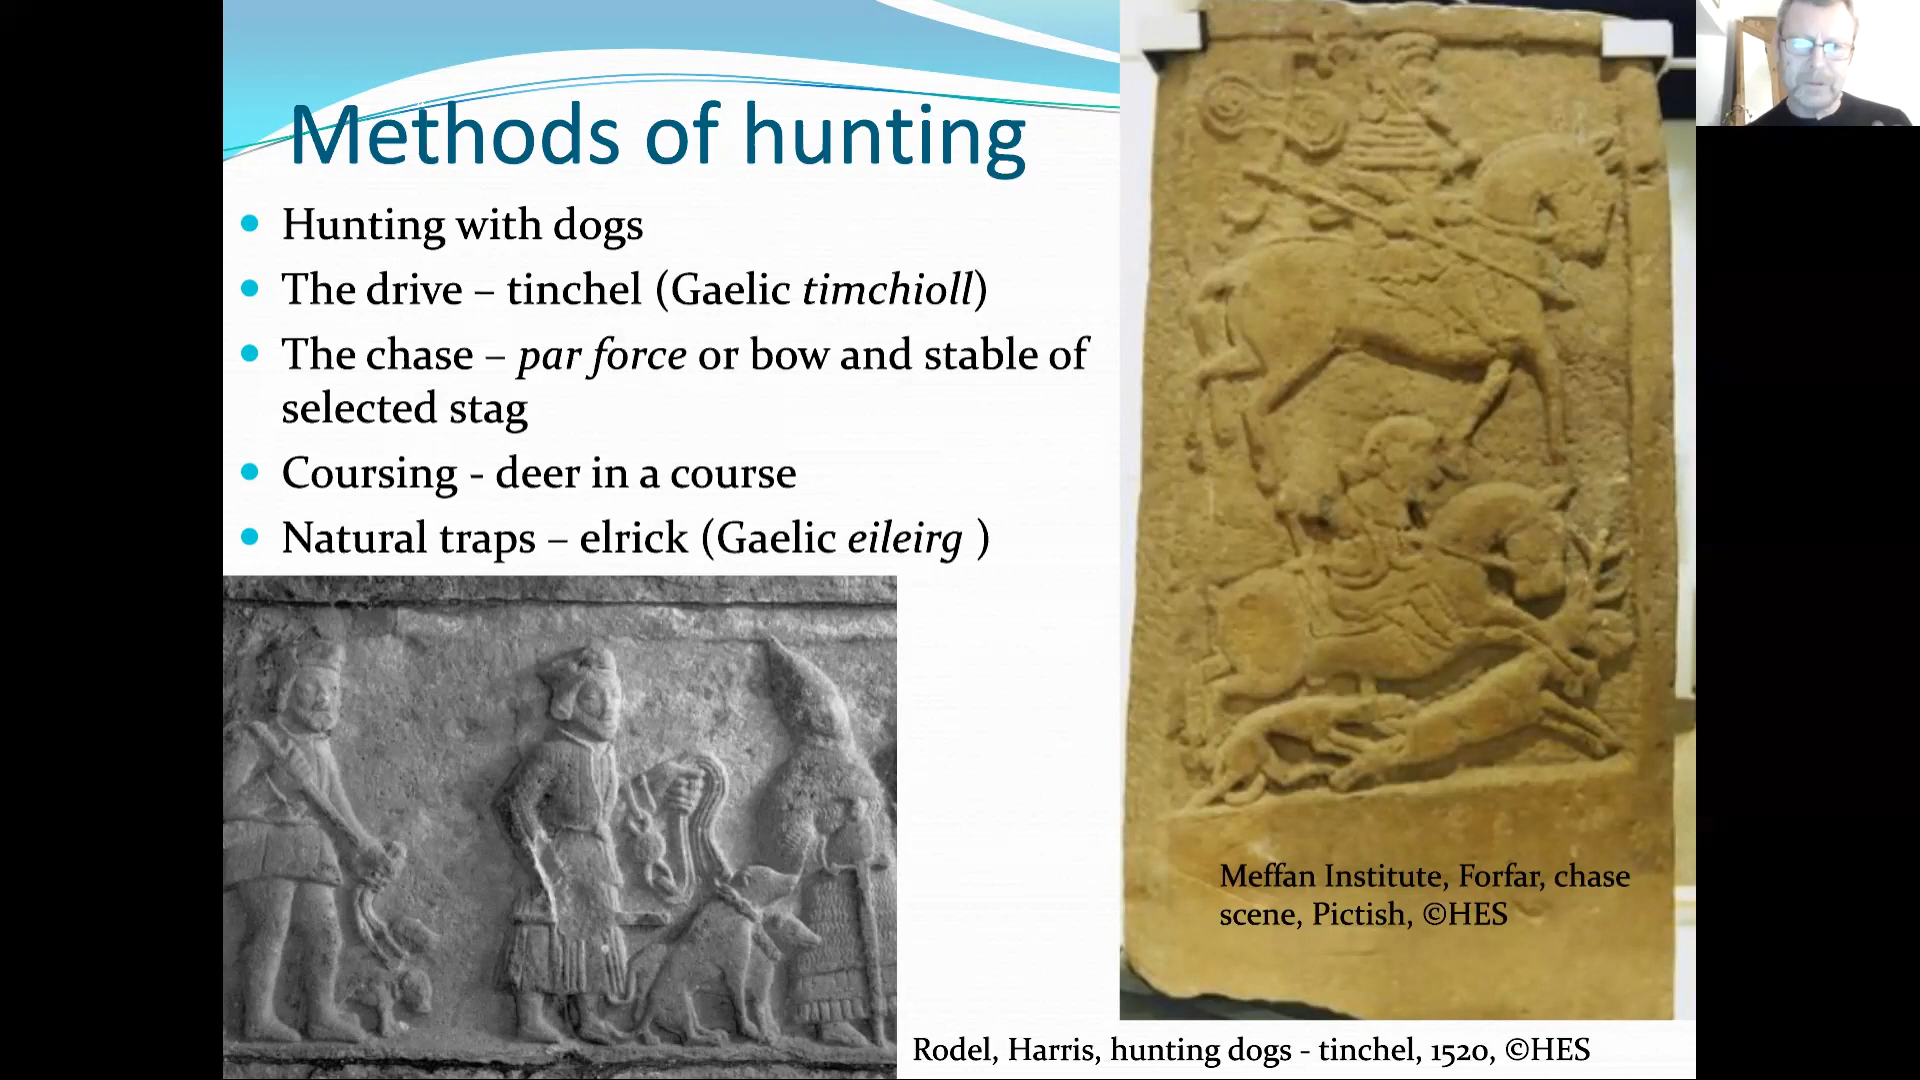 Methods of hunting
Hunting with dogs
The drive – tinchel (Gaelic timchioll)
The chase – par force or bow and stable of
selected stag
Coursing - deer in a course
Natural traps – elrick (Gaelic eileirg )
Meffan Institute, Forfar, chase
scene, Pictish, ©HES
Rodel, Harris, hunting dogs - tinchel, 1520, ©HES